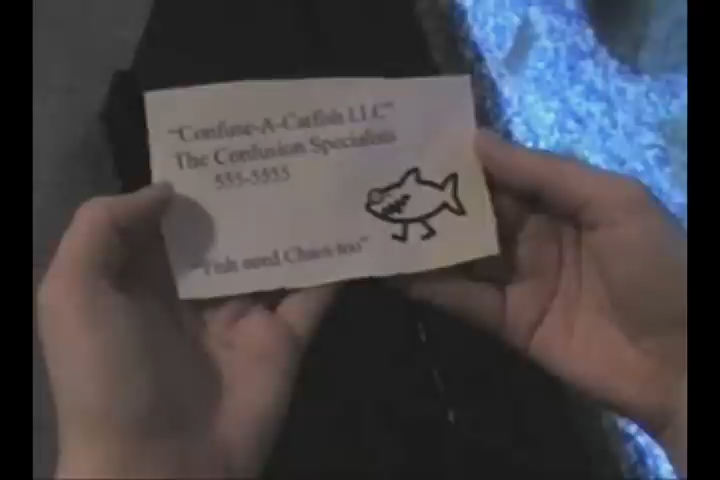 "Confuse-A-Catfish LLC"
The Confusion Specialists
555-5555
"Fish need Chaos too"